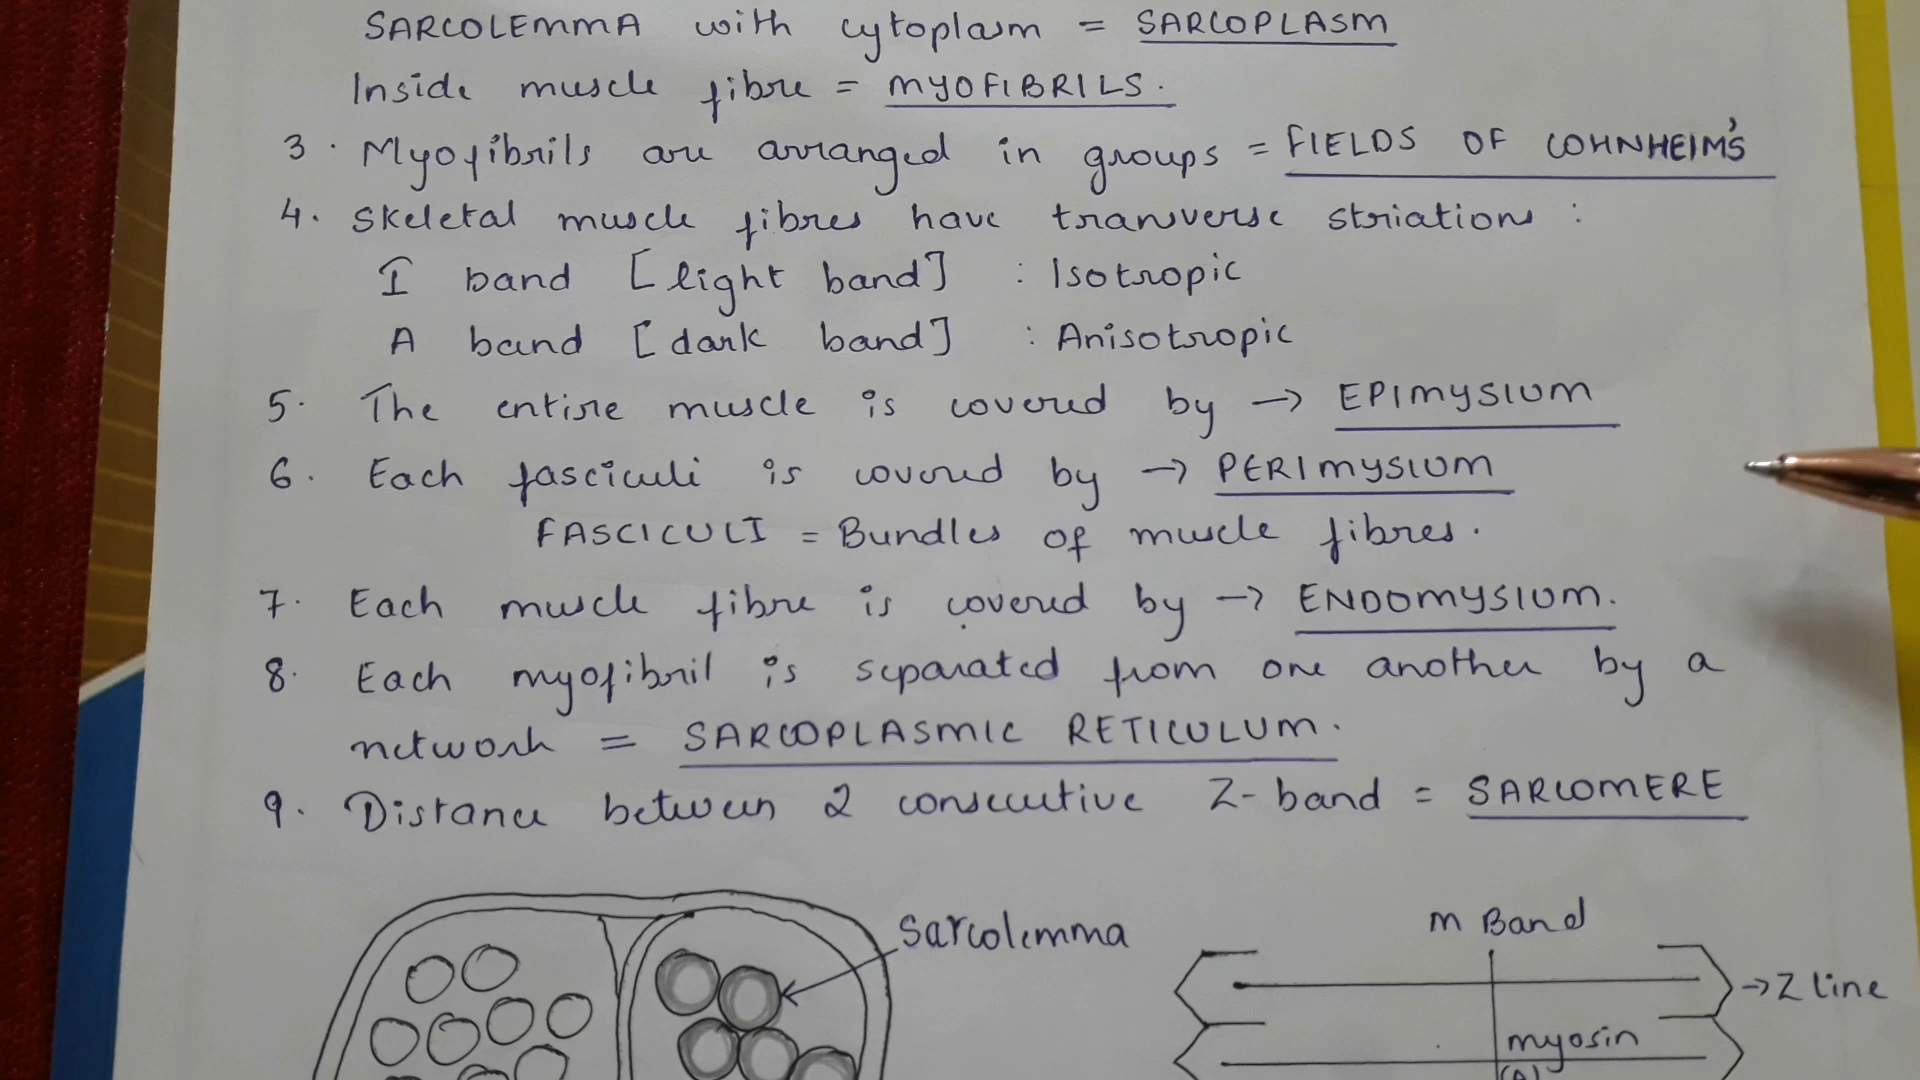 SARCOLEMMA with cytoplasm = SARCOPLASM
Inside muscle fibre = MYOFIBRILS.
3. Myofibrils are arranged in groups = FIELDS OF COHNHEIM'S
4. Skeletal muscle fibres have transverse striations :
I band [light band] : Isotropic
A band [dark band] : Anisotropic
5. The entire muscle is covered by → EPIMYSIUM
6. Each fasciculi is covered by → PERIMYSIUM
FASCICULI = Bundles of muscle fibres.
7. Each muscle fibre is covered by → ENDOMYSIUM.
8. Each myofibril is separated from one another by a
network = SARCOPLASMIC RETICULUM.
9. Distance between 2 consecutive Z-band = SARCOMERE
M Band
Sarcolemma
→ Z line
myosin
(A)